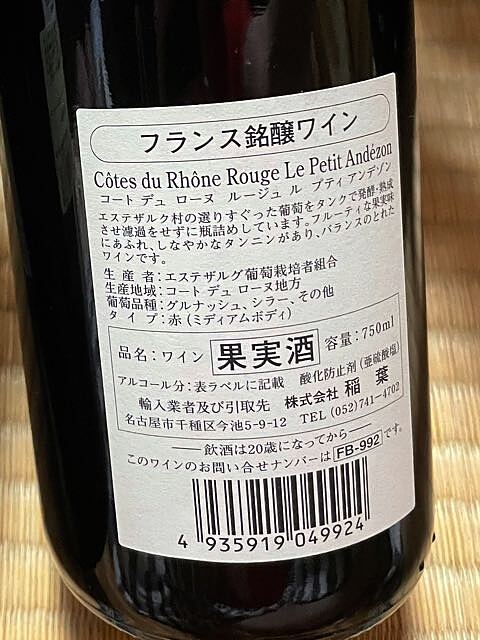 フランス銘醸ワイン
Côtes du Rhône Rouge Le Petit Andézon
コート デュ ローヌ ルージュ ル プティ アンデゾン
エステザルク村の選りすぐった葡萄をタンクで発酵・熟成
させ濾過をせずに瓶詰めしています。フルーティな果実味
にあふれ、しなやかなタンニンがあり、バランスのとれた
ワインです。
生産者：エステザルグ葡萄栽培者組合
生産地域：コート デュ ローヌ地方
葡萄品種：グルナッシュ、シラー、その他
タイプ：赤（ミディアムボディ）
品名：ワイン 果実酒 容量：750ml
アルコール分：表ラベルに記載 酸化防止剤（亜硫酸塩）
輸入業者及び引取先 株式会社 稲葉
名古屋市千種区今池5-9-12 TEL (052)741-4702
飲酒は20歳になってから
このワインのお問い合せナンバーは FB-992 です。
4 935919 049924